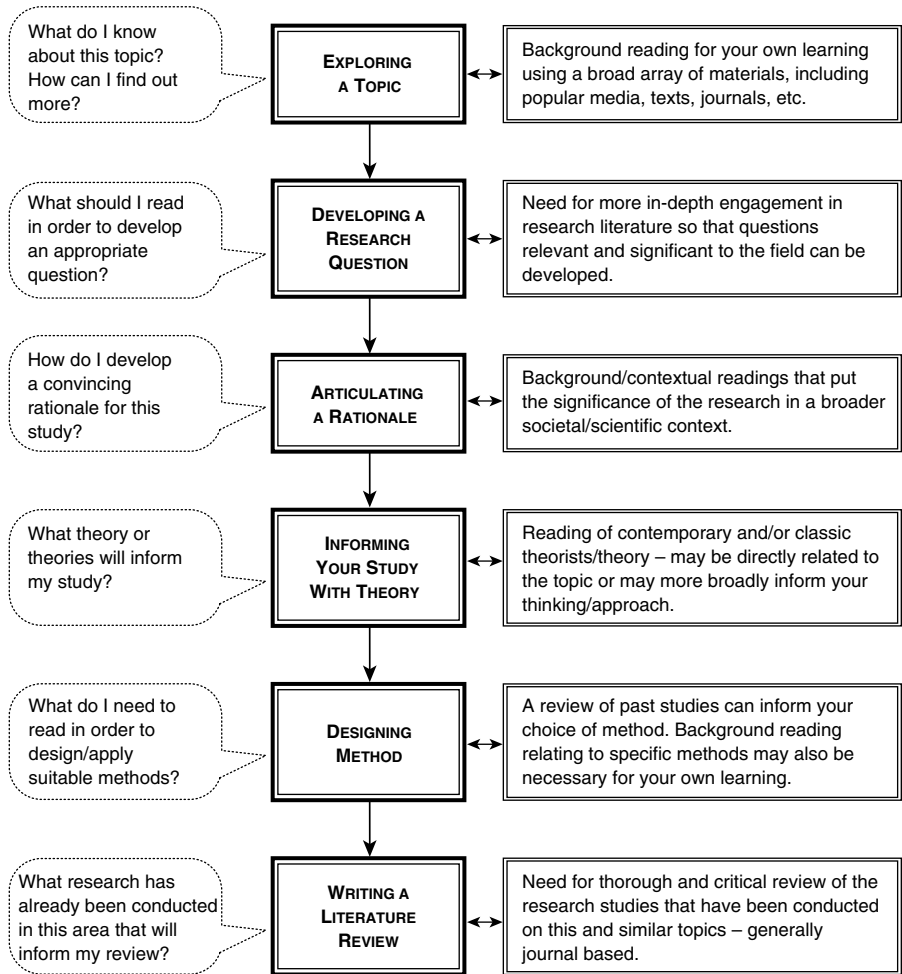 What do I know
about this topic?
How can I find out
more?
EXPLORING
A TOPIC
Background reading for your own learning
using a broad array of materials, including
popular media, texts, journals, etc.
What should I read
in order to develop
an appropriate
question?
DEVELOPING A
RESEARCH
QUESTION
Need for more in-depth engagement in
research literature so that questions
relevant and significant to the field can be
developed.
How do I develop
a convincing
rationale for this
study?
ARTICULATING
A RATIONALE
Background/contextual readings that put
the significance of the research in a broader
societal/scientific context.
What theory or
theories will inform
my study?
INFORMING
YOUR STUDY
WITH THEORY
Reading of contemporary and/or classic
theorists/theory – may be directly related to
the topic or may more broadly inform your
thinking/approach.
What do I need to
read in order to
design/apply
suitable methods?
DESIGNING
METHOD
A review of past studies can inform your
choice of method. Background reading
relating to specific methods may also be
necessary for your own learning.
What research has
already been conducted
in this area that will
inform my review?
WRITING A
LITERATURE
REVIEW
Need for thorough and critical review of the
research studies that have been conducted
on this and similar topics – generally
journal based.